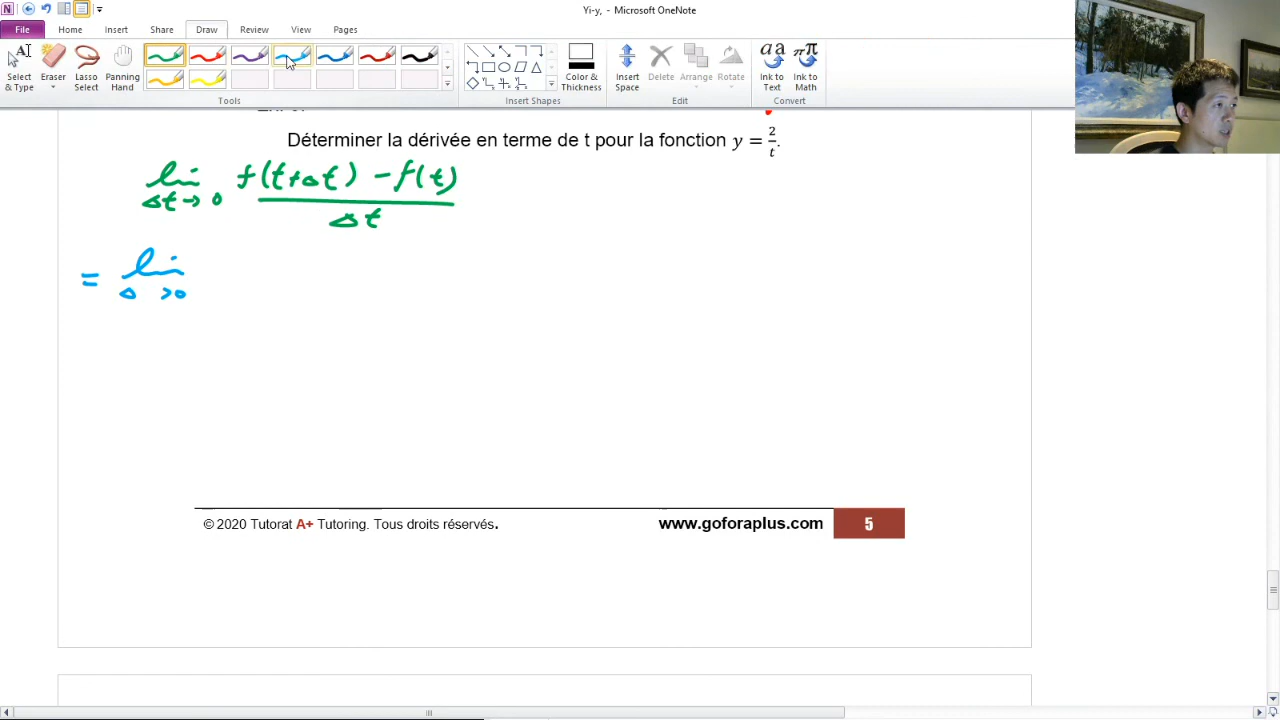 Yi-y, - Microsoft OneNote
File Home Insert Share Draw Review View Pages
Select & Type Eraser Lasso Select Panning Hand Color & Thickness Insert Space Delete Arrange Rotate Ink to Text Ink to Math
Tools Insert Shapes Edit Convert
Déterminer la dérivée en terme de t pour la fonction y = 2/t.
lim f(t+Δt) - f(t)
Δt→0 Δt
= lim
Δ >0
© 2020 Tutorat A+ Tutoring. Tous droits réservés. www.goforaplus.com 5